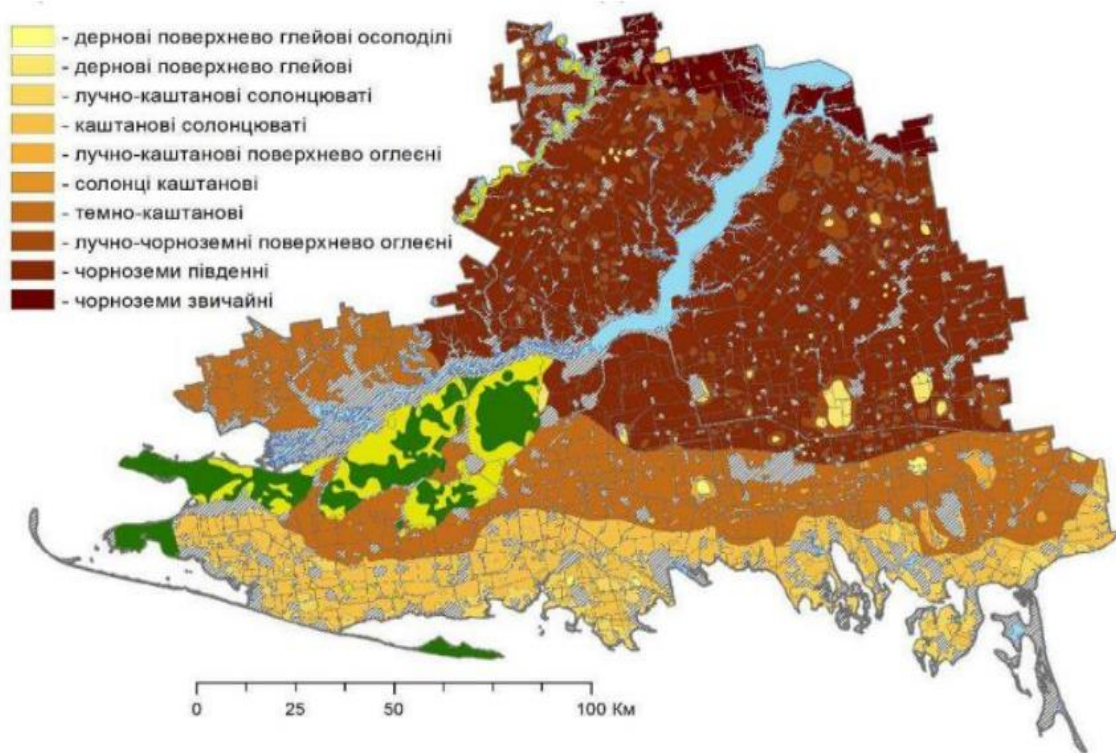 - дернові поверхнево глейові осолоділі
- дернові поверхнево глейові
- лучно-каштанові солонцюваті
- каштанові солонцюваті
- лучно-каштанові поверхнево оглеєні
- солонці каштанові
- темно-каштанові
- лучно-чорноземні поверхнево оглеєні
- чорноземи південні
- чорноземи звичайні
0 25 50 100 Км